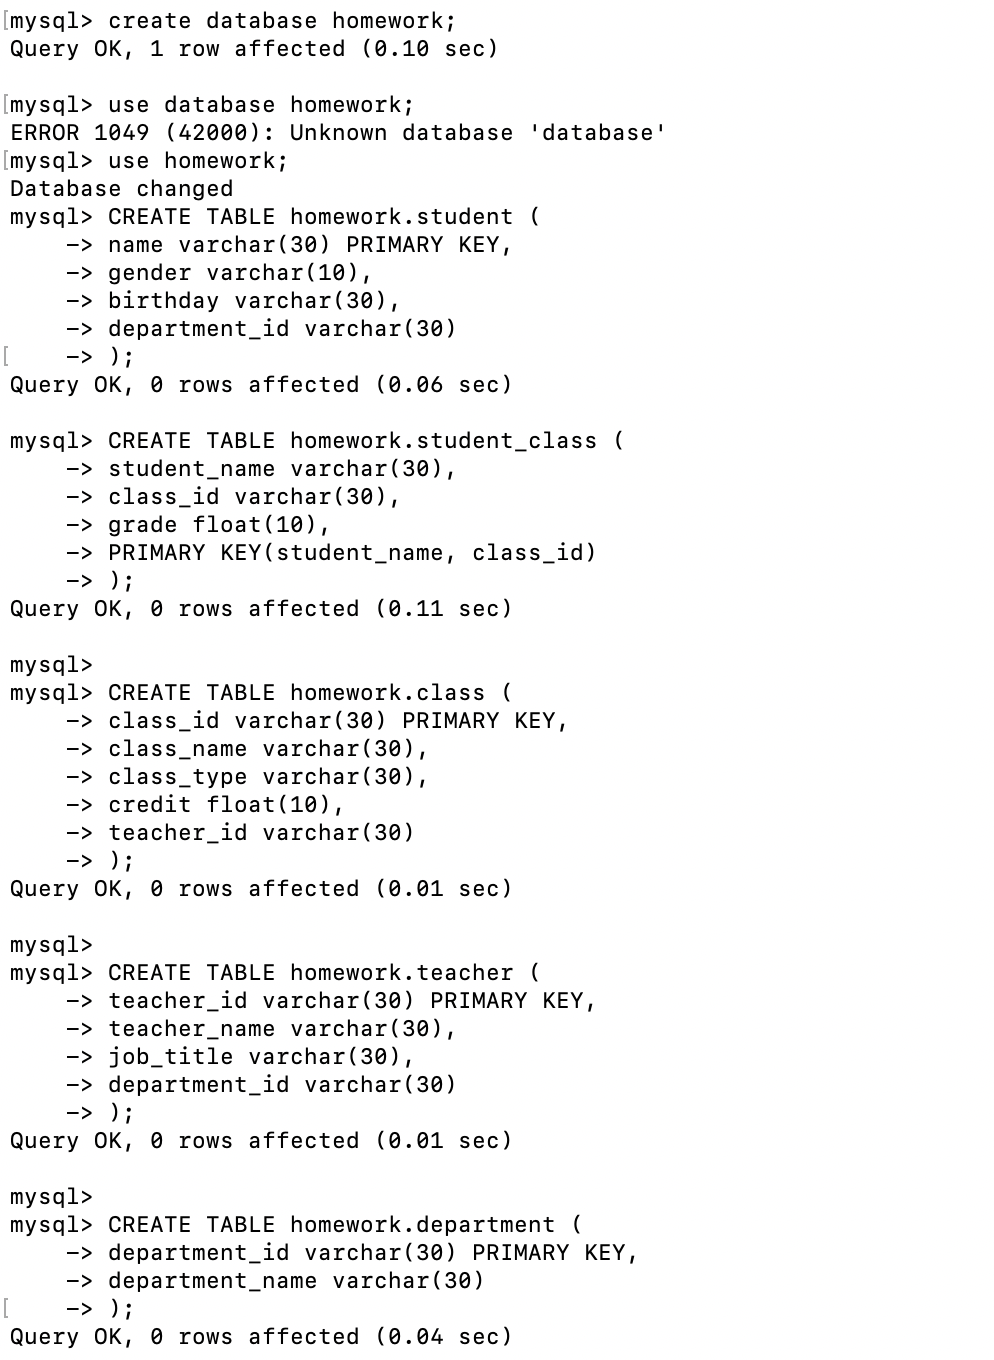 mysql> create database homework;
Query OK, 1 row affected (0.10 sec)
mysql> use database homework;
ERROR 1049 (42000): Unknown database 'database'
mysql> use homework;
Database changed
mysql> CREATE TABLE homework.student (
    -> name varchar(30) PRIMARY KEY,
    -> gender varchar(10),
    -> birthday varchar(30),
    -> department_id varchar(30)
    -> );
Query OK, 0 rows affected (0.06 sec)
mysql> CREATE TABLE homework.student_class (
    -> student_name varchar(30),
    -> class_id varchar(30),
    -> grade float(10),
    -> PRIMARY KEY(student_name, class_id)
    -> );
Query OK, 0 rows affected (0.11 sec)
mysql>
mysql> CREATE TABLE homework.class (
    -> class_id varchar(30) PRIMARY KEY,
    -> class_name varchar(30),
    -> class_type varchar(30),
    -> credit float(10),
    -> teacher_id varchar(30)
    -> );
Query OK, 0 rows affected (0.01 sec)
mysql>
mysql> CREATE TABLE homework.teacher (
    -> teacher_id varchar(30) PRIMARY KEY,
    -> teacher_name varchar(30),
    -> job_title varchar(30),
    -> department_id varchar(30)
    -> );
Query OK, 0 rows affected (0.01 sec)
mysql>
mysql> CREATE TABLE homework.department (
    -> department_id varchar(30) PRIMARY KEY,
    -> department_name varchar(30)
    -> );
Query OK, 0 rows affected (0.04 sec)